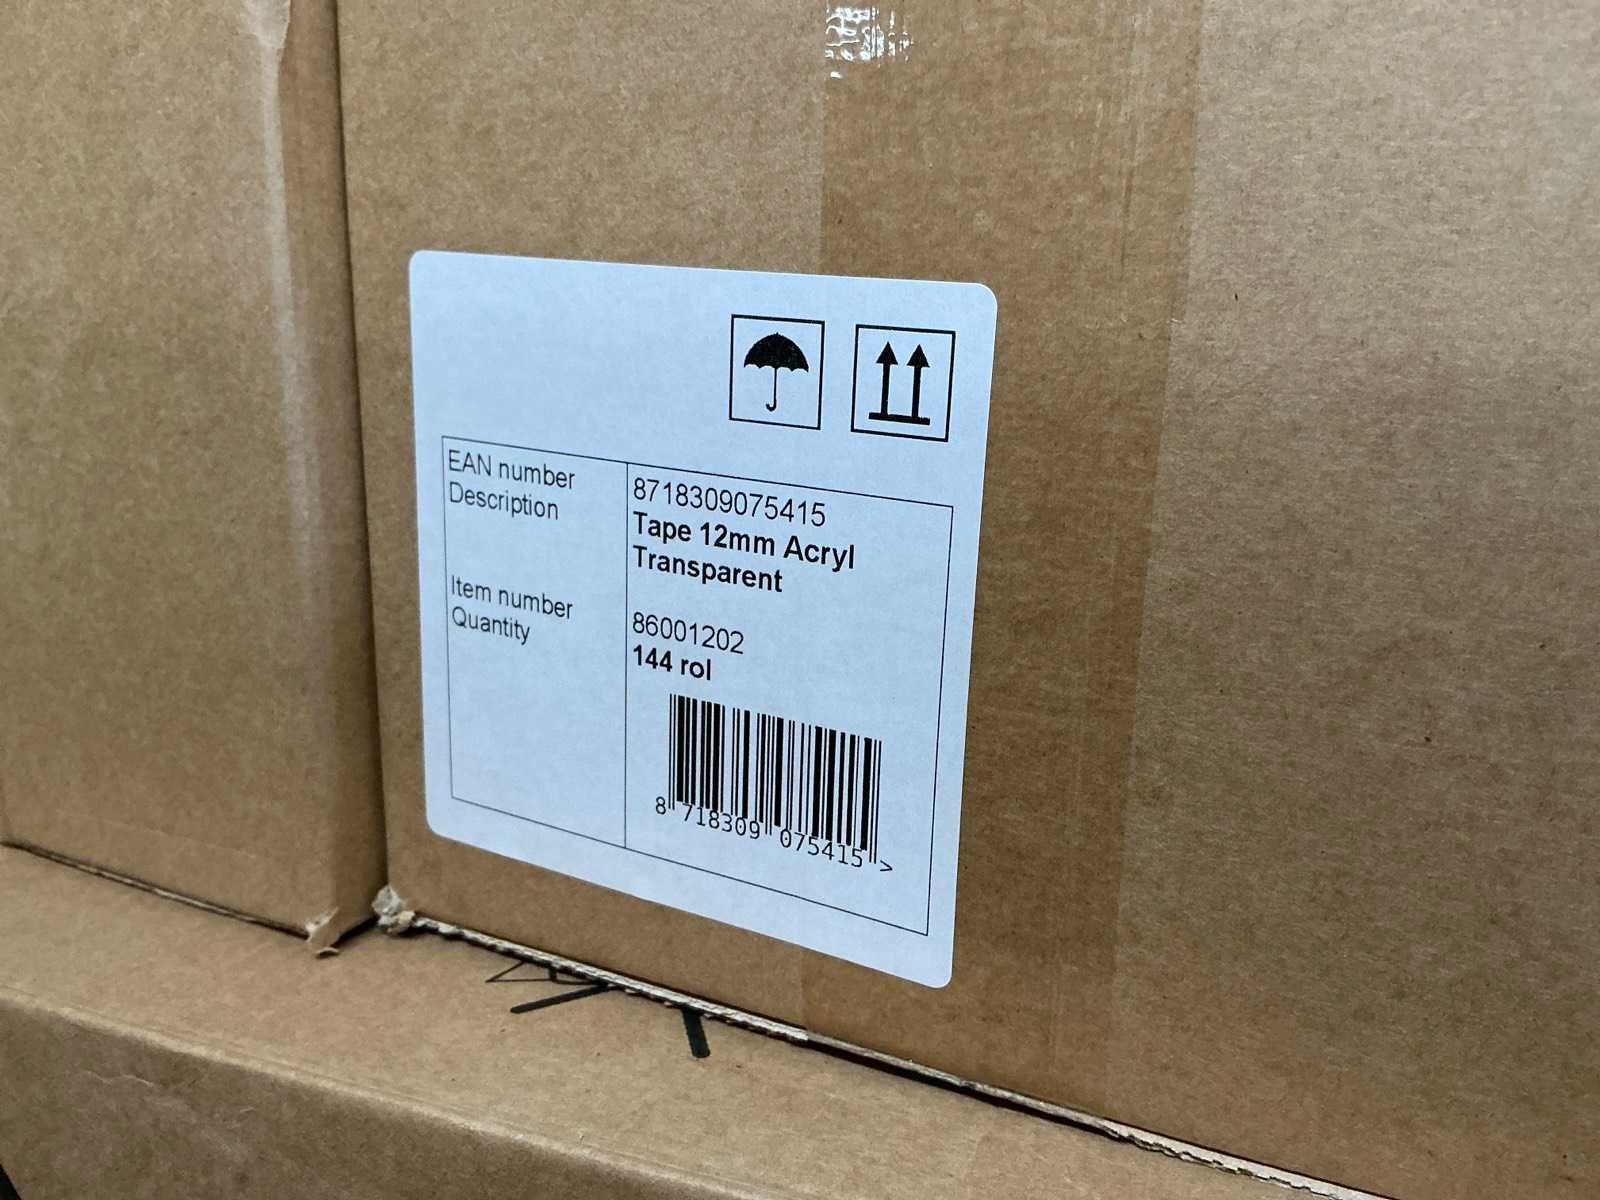 EAN number 8718309075415
Description Tape 12mm Acryl
Transparent
Item number 86001202
Quantity 144 rol
8 718309 075415 >